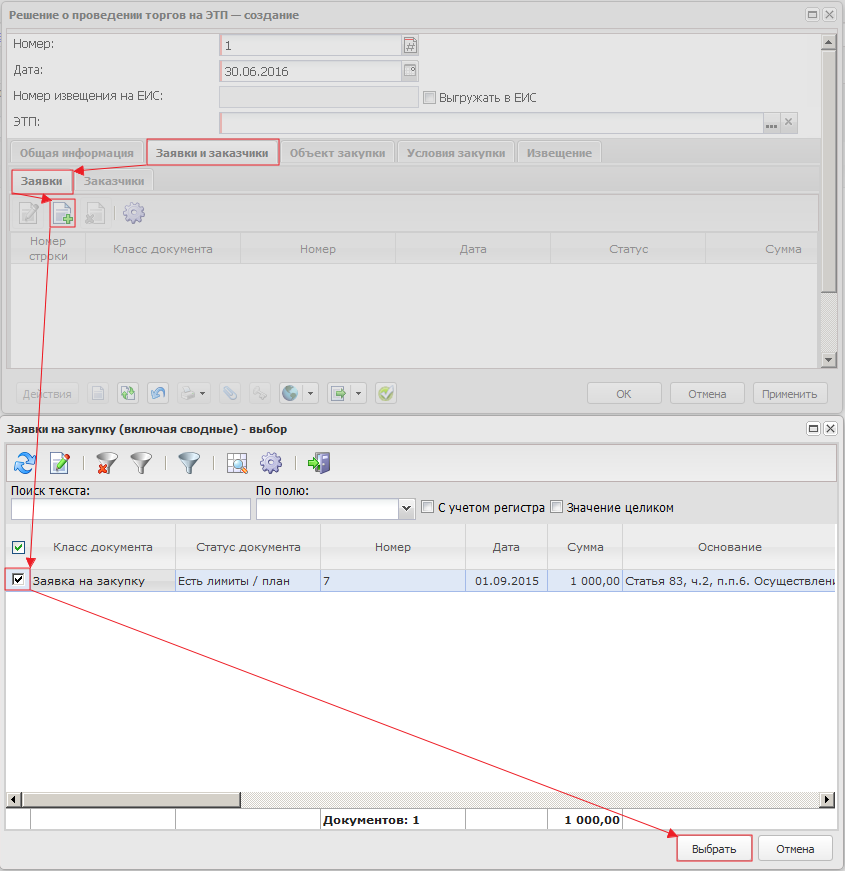 Решение о проведении торгов на ЭТП — создание
Номер: 1
Дата: 30.06.2016
Номер извещения на ЕИС: Выгружать в ЕИС
ЭТП:
Общая информация Заявки и заказчики Объект закупки Условия закупки Извещение
Заявки Заказчики
Номер строки Класс документа Номер Дата Статус Сумма
Действия ОК Отмена Применить
Заявки на закупку (включая сводные) - выбор
Поиск текста: По полю:
С учетом регистра Значение целиком
Класс документа Статус документа Номер Дата Сумма Основание
Заявка на закупку Есть лимиты / план 7 01.09.2015 1 000,00 Статья 83, ч.2, п.п.6. Осуществлени
Документов: 1 1 000,00
Выбрать Отмена